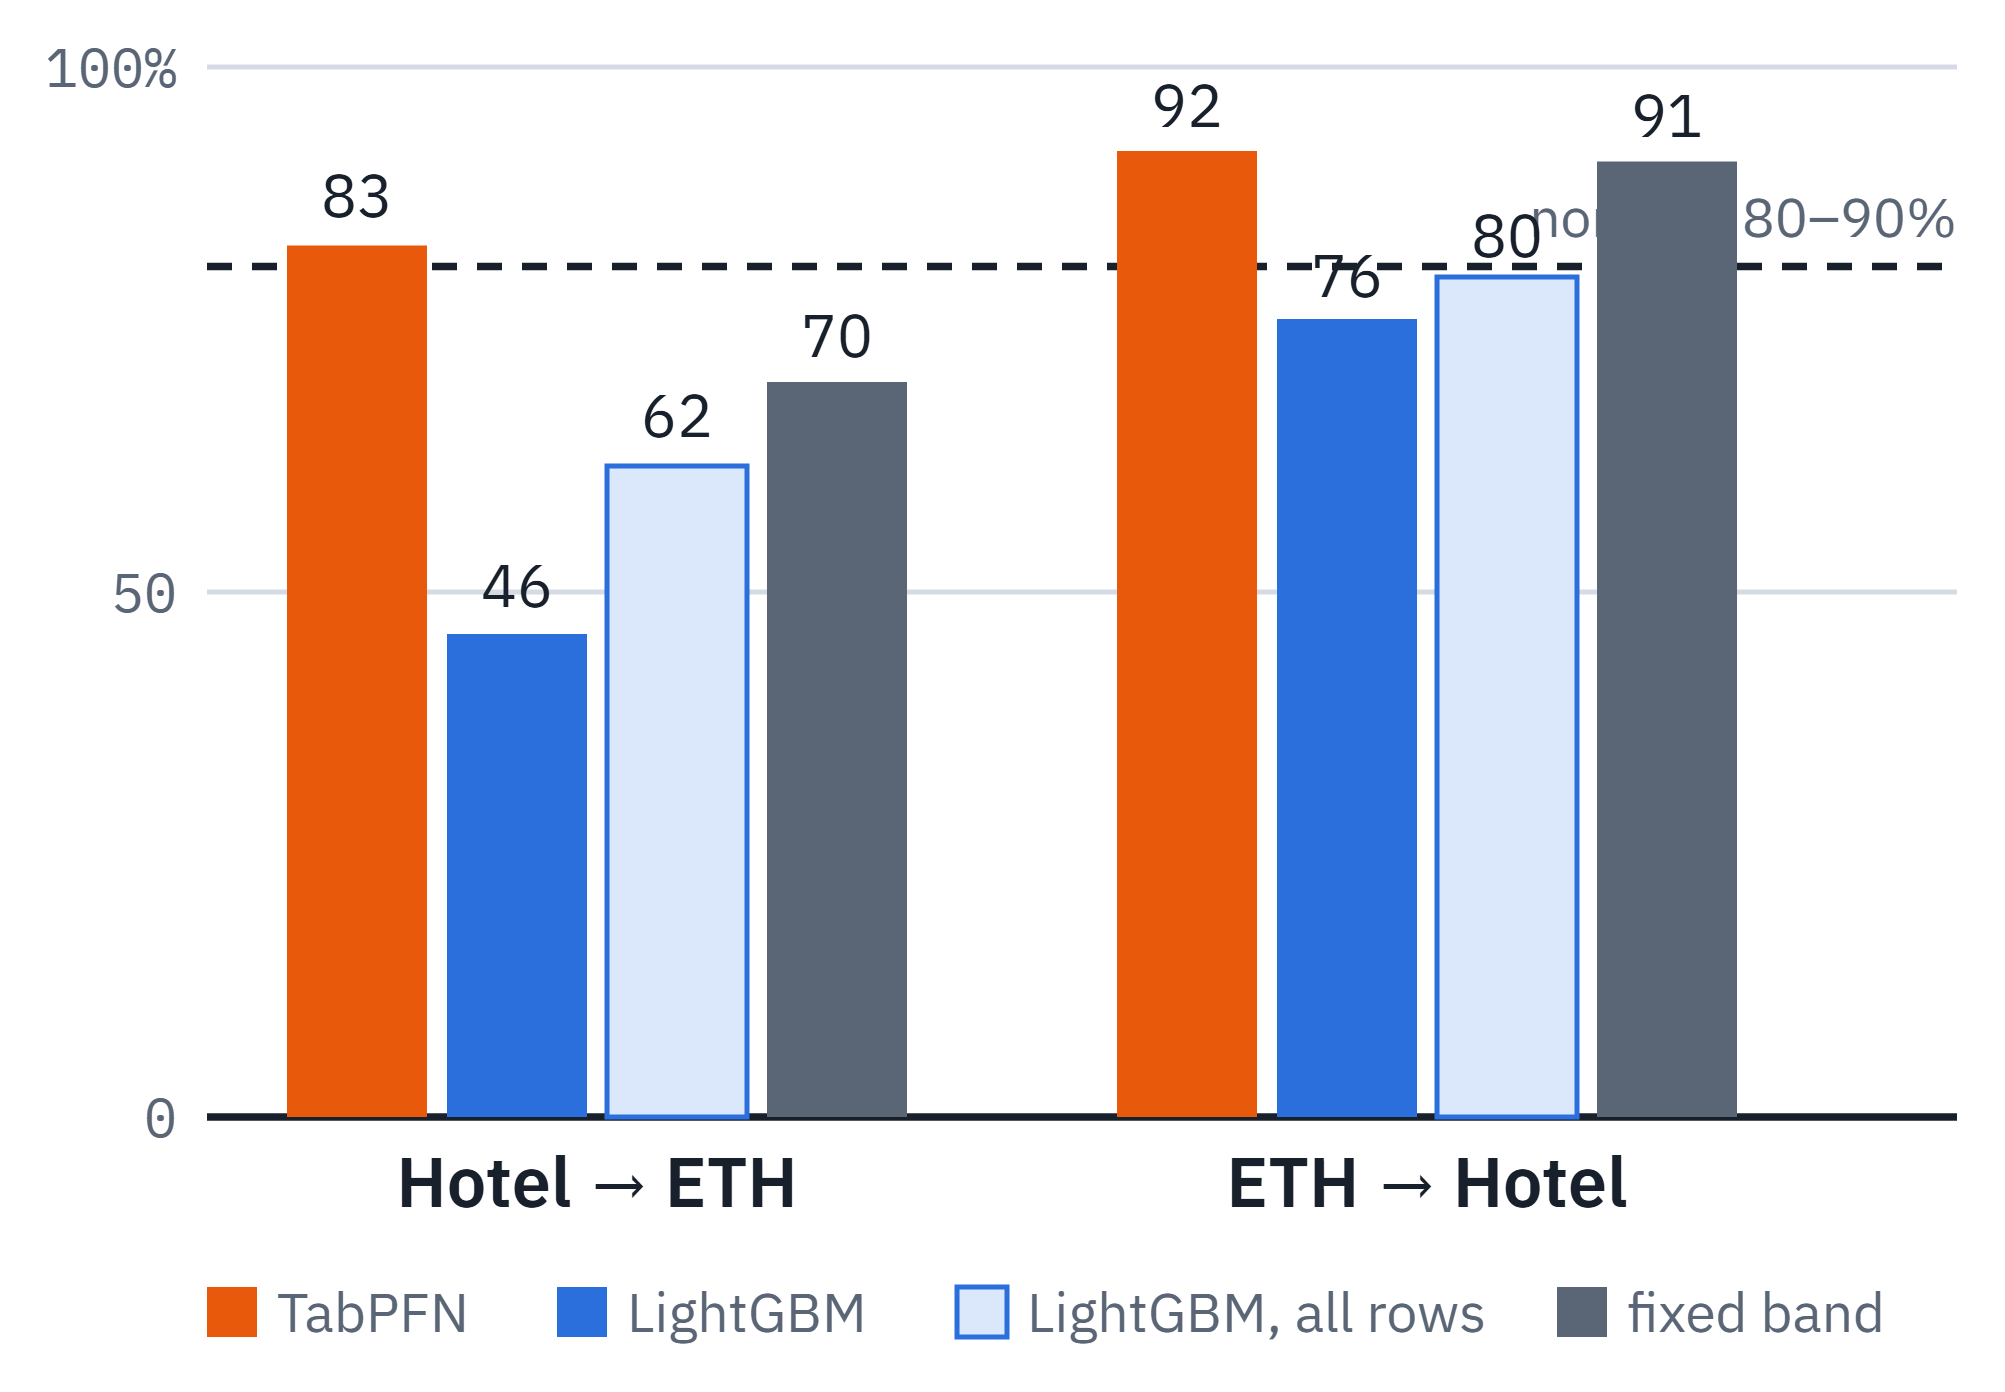 100%
92
91
83
80
80–90%
76
70
62
50
46
0
Hotel → ETH
ETH → Hotel
TabPFN
LightGBM
LightGBM, all rows
fixed band